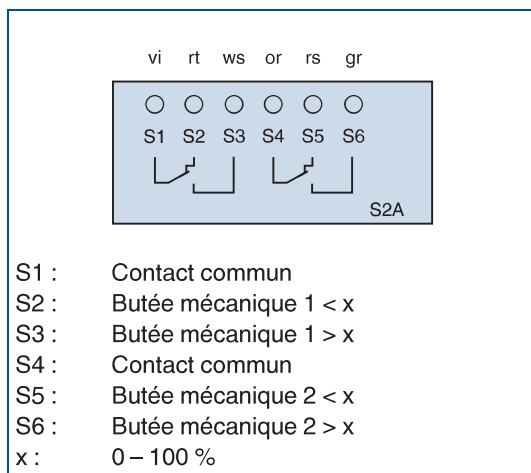 vi rt ws or rs gr
S1 S2 S3 S4 S5 S6
S2A
S1 : Contact commun
S2 : Butée mécanique 1 < x
S3 : Butée mécanique 1 > x
S4 : Contact commun
S5 : Butée mécanique 2 < x
S6 : Butée mécanique 2 > x
x : 0 – 100 %